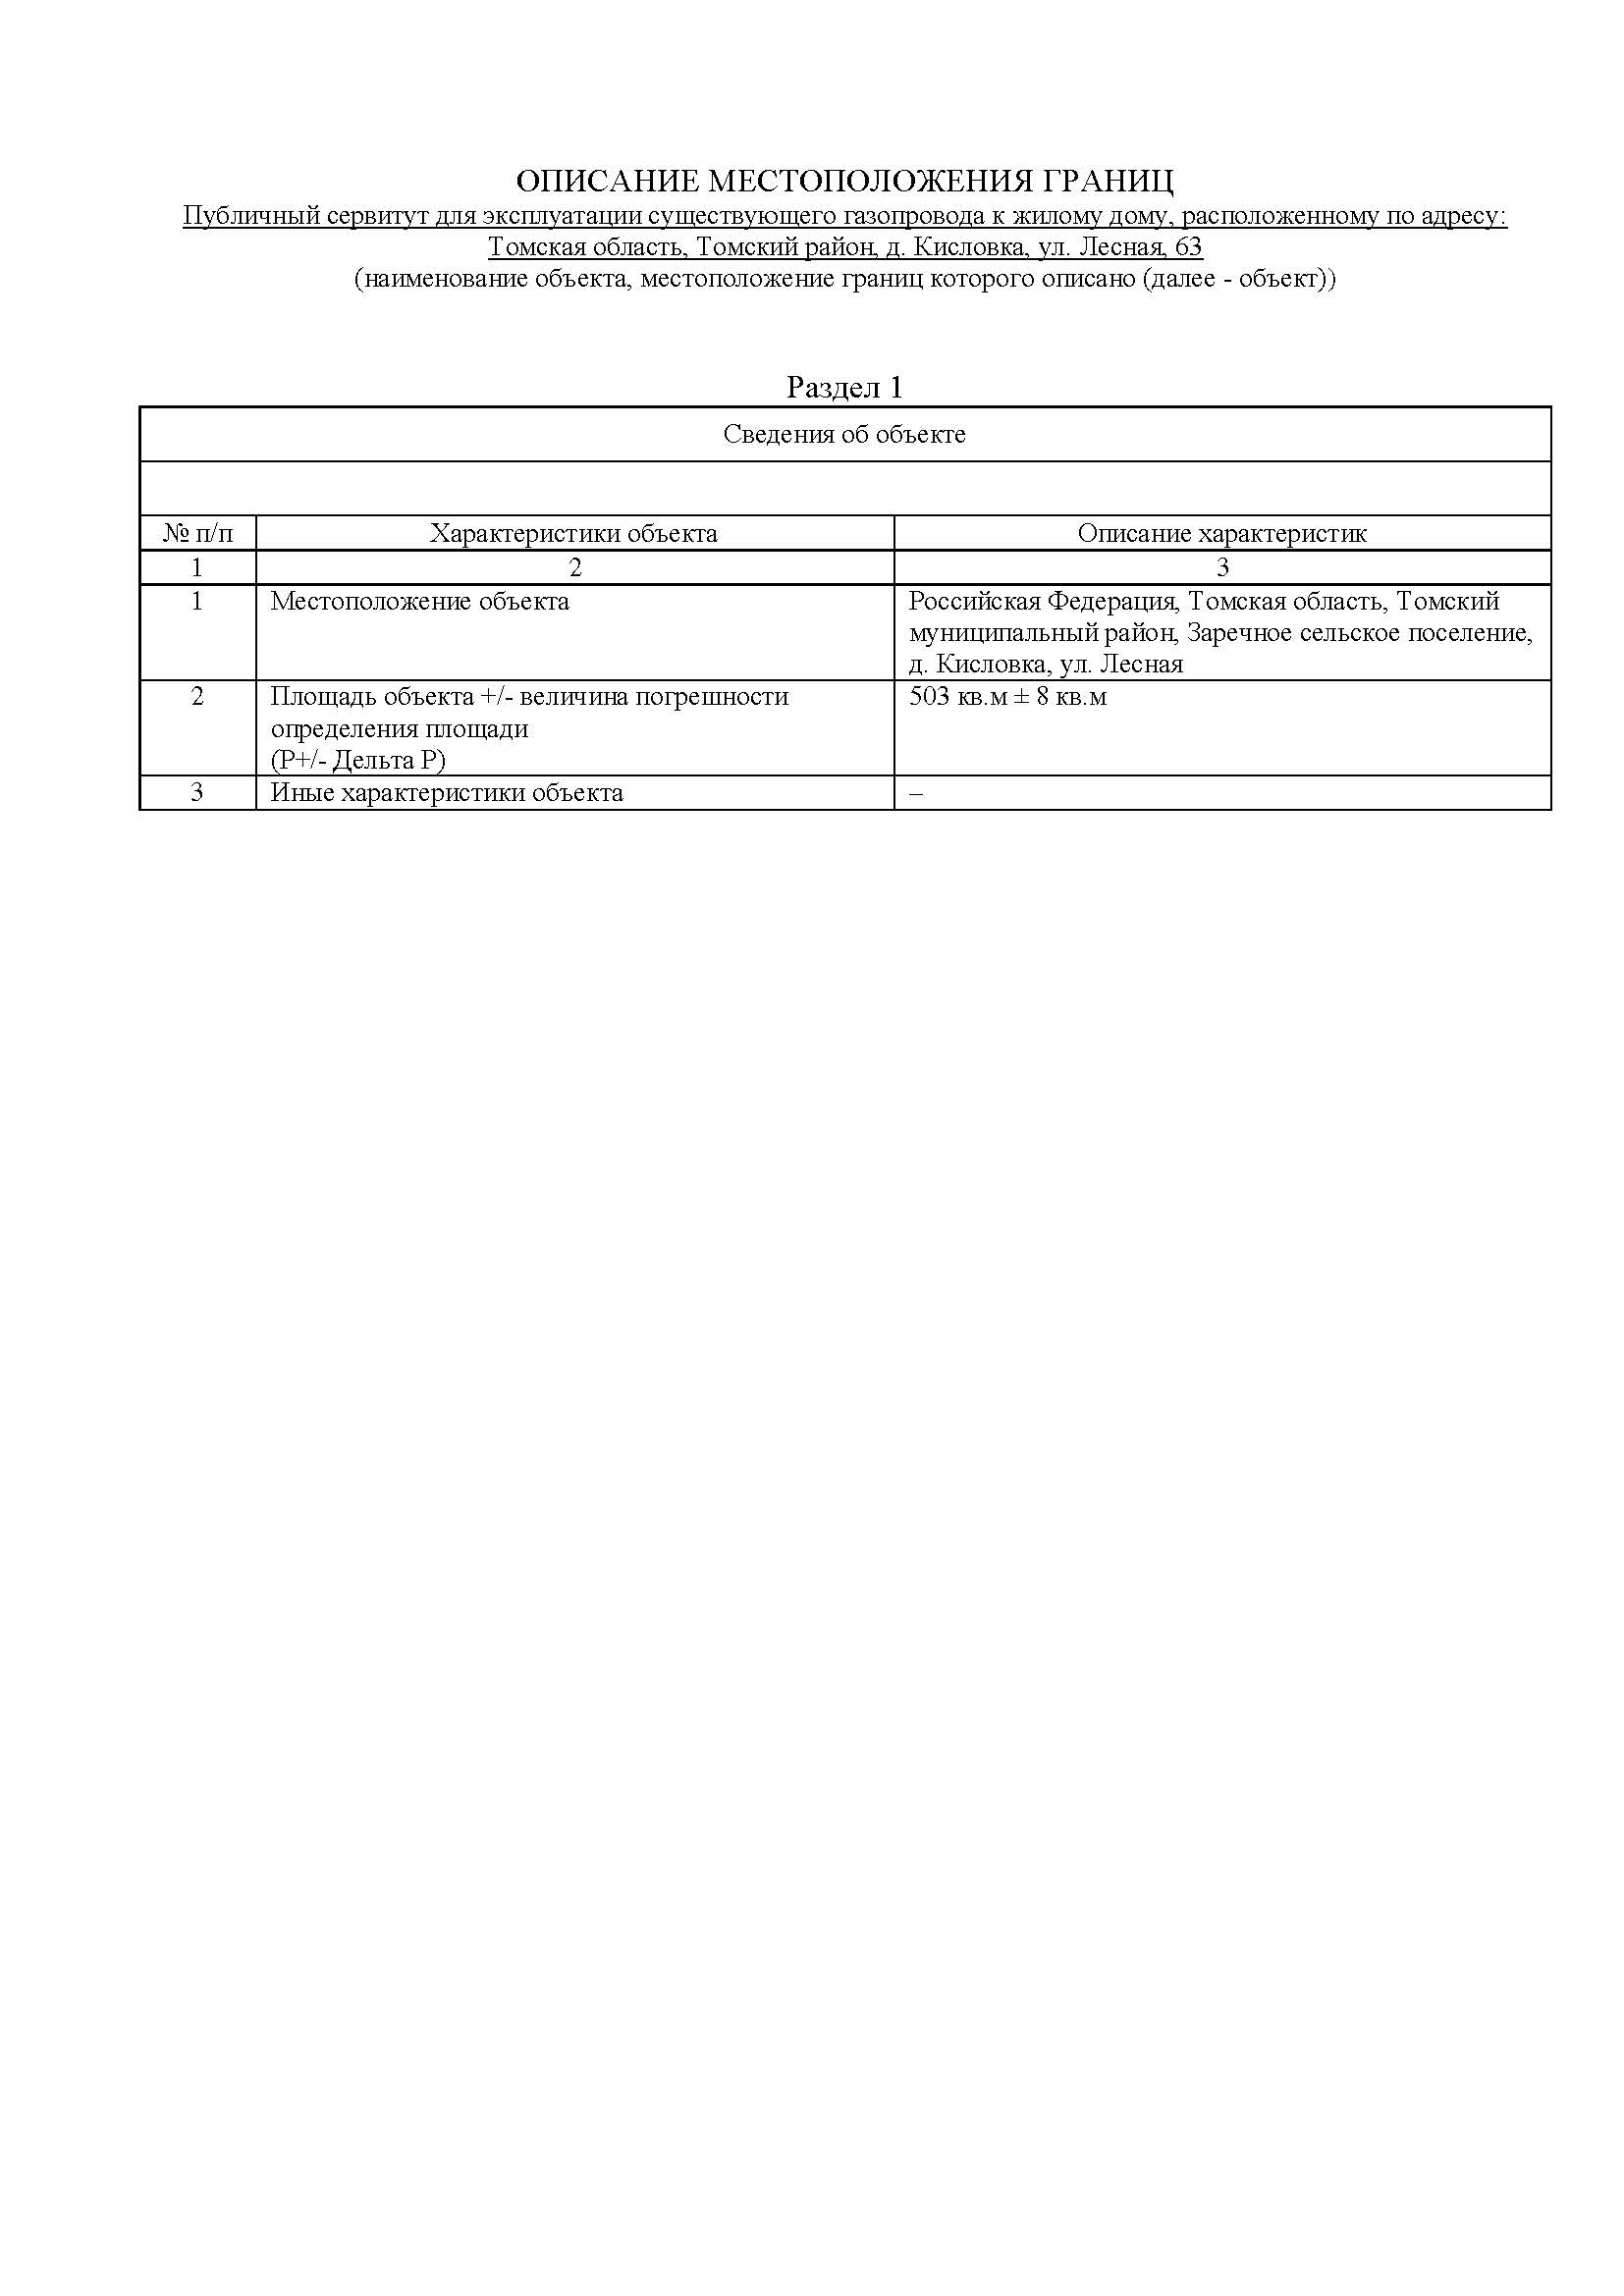 ОПИСАНИЕ МЕСТОПОЛОЖЕНИЯ ГРАНИЦ
Публичный сервитут для эксплуатации существующего газопровода к жилому дому, расположенному по адресу:
Томская область, Томский район, д. Кисловка, ул. Лесная, 63
(наименование объекта, местоположение границ которого описано (далее - объект))
Раздел 1
Сведения об объекте
№ п/п Характеристики объекта Описание характеристик
1 2 3
1 Местоположение объекта Российская Федерация, Томская область, Томский
муниципальный район, Заречное сельское поселение,
д. Кисловка, ул. Лесная
2 Площадь объекта +/- величина погрешности 503 кв.м ± 8 кв.м
определения площади
(Р+/- Дельта Р)
3 Иные характеристики объекта –